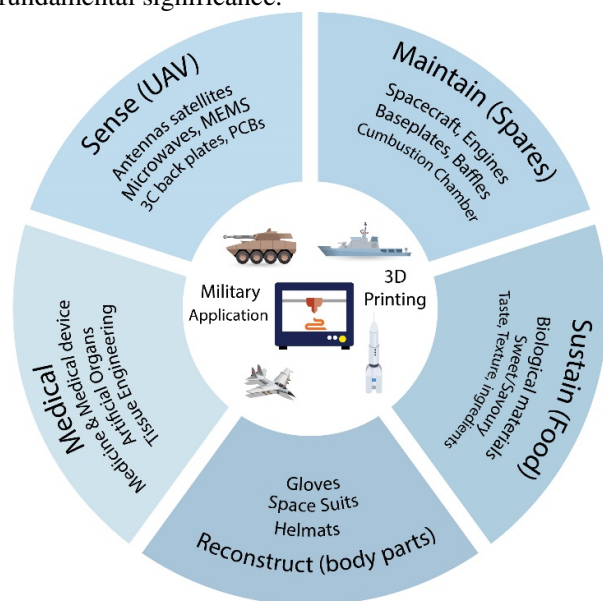 fundamental significance.
Sense (UAV)
Antennas satellites
Microwaves, MEMS
3C back plates, PCBs
Maintain (Spares)
Spacecraft, Engines
Baseplates, Baffles
Cumbustion Chamber
Sustain (Food)
Biological materials
Sweet/Savoury
Taste, Texture, ingredients
Gloves
Space Suits
Helmats
Reconstruct (body parts)
Medical
Medicine & Medical device
Artificial Organs
Tissue Engineering
Military
Application
3D
Printing